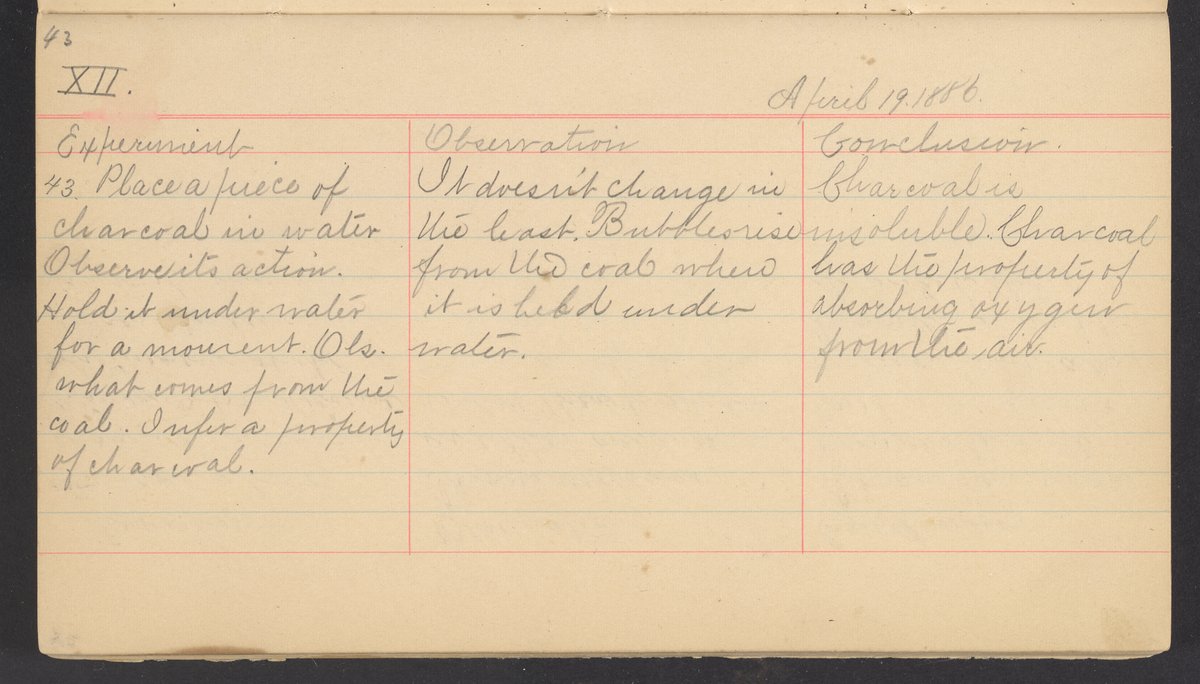 43
XII.
April 19. 1886.
Experiment
43. Place a piece of
charcoal in water
Observe its action.
Hold it under water
for a moment. Obs.
what comes from the
coal. Infer a property
of charcoal.
Observation
It doesn't change in
the least. Bubbles rise
from the coal when
it is held under
water.
Conclusion.
Charcoal is
insoluble. Charcoal
has the property of
absorbing oxygen
from the air.